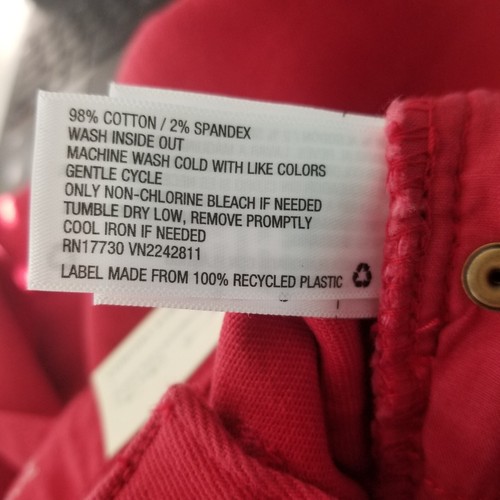 98% COTTON / 2% SPANDEX
WASH INSIDE OUT
MACHINE WASH COLD WITH LIKE COLORS
GENTLE CYCLE
ONLY NON-CHLORINE BLEACH IF NEEDED
TUMBLE DRY LOW, REMOVE PROMPTLY
COOL IRON IF NEEDED
RN17730 VN2242811
LABEL MADE FROM 100% RECYCLED PLASTIC